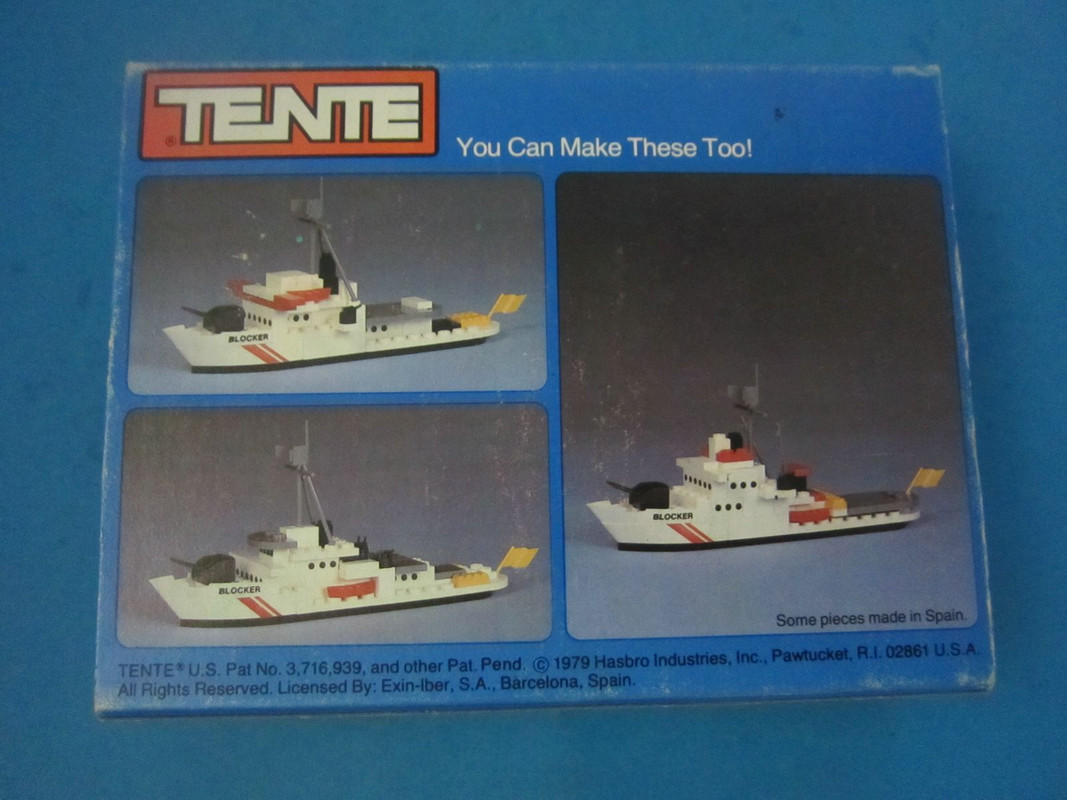 TENTE
®
You Can Make These Too!
BLOCKER
BLOCKER
BLOCKER
Some pieces made in Spain.
TENTE® U.S. Pat No. 3,716,939, and other Pat. Pend. © 1979 Hasbro Industries, Inc., Pawtucket, R.I. 02861 U.S.A.
All Rights Reserved. Licensed By: Exin-Iber, S.A., Barcelona, Spain.